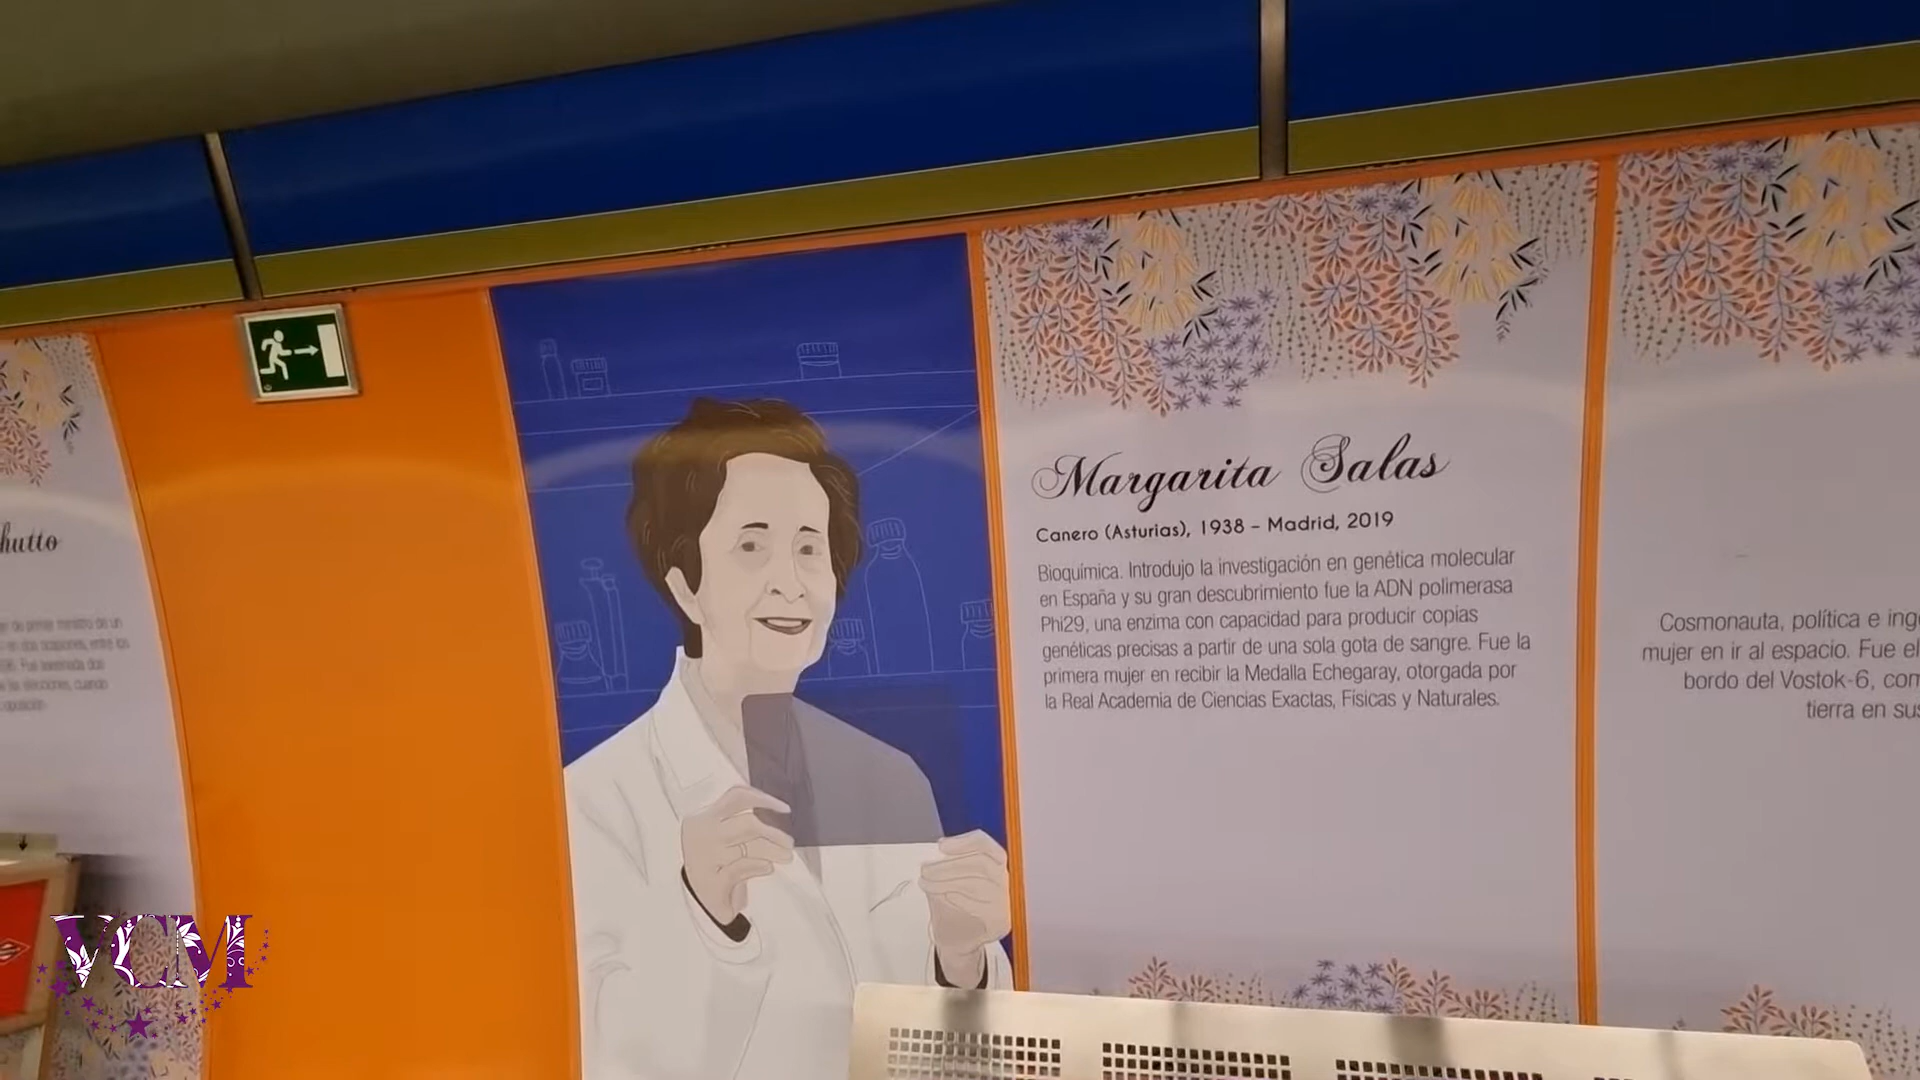 hutto
Margarita Salas
Canero (Asturias), 1938 – Madrid, 2019
Bioquímica. Introdujo la investigación en genética molecular
en España y su gran descubrimiento fue la ADN polimerasa
Phi29, una enzima con capacidad para producir copias
genéticas precisas a partir de una sola gota de sangre. Fue la
primera mujer en recibir la Medalla Echegaray, otorgada por
la Real Academia de Ciencias Exactas, Físicas y Naturales.
Cosmonauta, política e ing
mujer en ir al espacio. Fue el
bordo del Vostok-6, com
tierra en sus
VCM